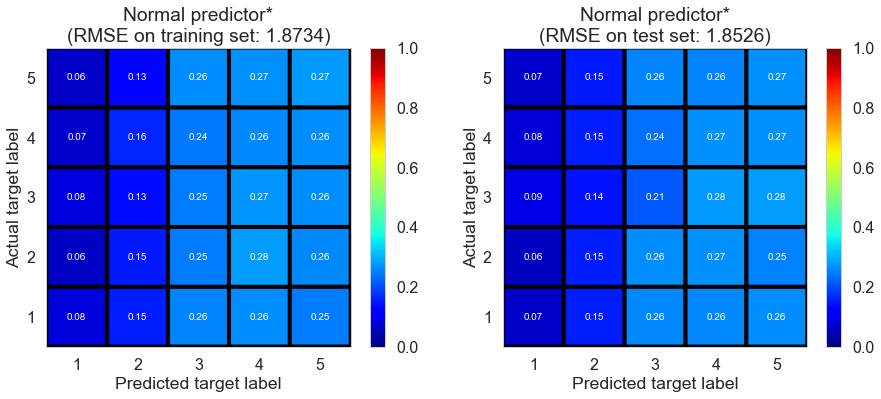 Normal predictor*
(RMSE on training set: 1.8734)
Actual target label
5 0.06 0.13 0.26 0.27 0.27
4 0.07 0.16 0.24 0.26 0.26
3 0.08 0.13 0.25 0.27 0.26
2 0.06 0.15 0.25 0.28 0.26
1 0.08 0.15 0.26 0.26 0.25
1 2 3 4 5
Predicted target label
1.0
0.8
0.6
0.4
0.2
0.0
Normal predictor*
(RMSE on test set: 1.8526)
Actual target label
5 0.07 0.15 0.26 0.26 0.27
4 0.08 0.15 0.24 0.27 0.27
3 0.09 0.14 0.21 0.28 0.28
2 0.06 0.15 0.26 0.27 0.25
1 0.07 0.15 0.26 0.26 0.26
1 2 3 4 5
Predicted target label
1.0
0.8
0.6
0.4
0.2
0.0